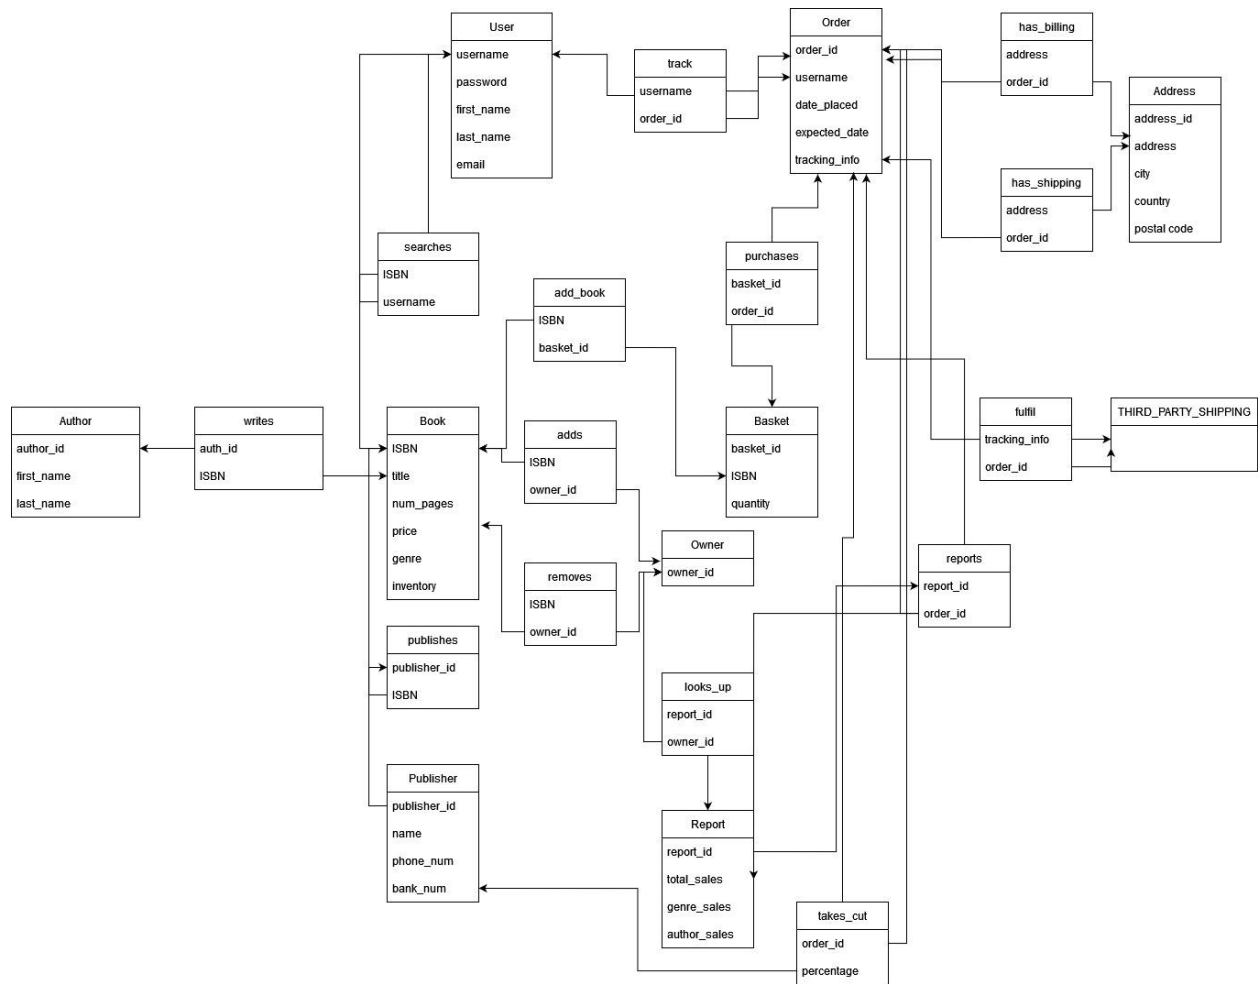 User
username
password
first_name
last_name
email
track
username
order_id
Order
order_id
username
date_placed
expected_date
tracking_info
has_billing
address
order_id
Address
address_id
address
city
country
postal code
has_shipping
address
order_id
searches
ISBN
username
add_book
ISBN
basket_id
purchases
basket_id
order_id
Author
author_id
first_name
last_name
writes
auth_id
ISBN
Book
ISBN
title
num_pages
price
genre
inventory
adds
ISBN
owner_id
Basket
basket_id
ISBN
quantity
fulfil
tracking_info
order_id
THIRD_PARTY_SHIPPING
Owner
owner_id
removes
ISBN
owner_id
reports
report_id
order_id
publishes
publisher_id
ISBN
looks_up
report_id
owner_id
Publisher
publisher_id
name
phone_num
bank_num
Report
report_id
total_sales
genre_sales
author_sales
takes_cut
order_id
percentage